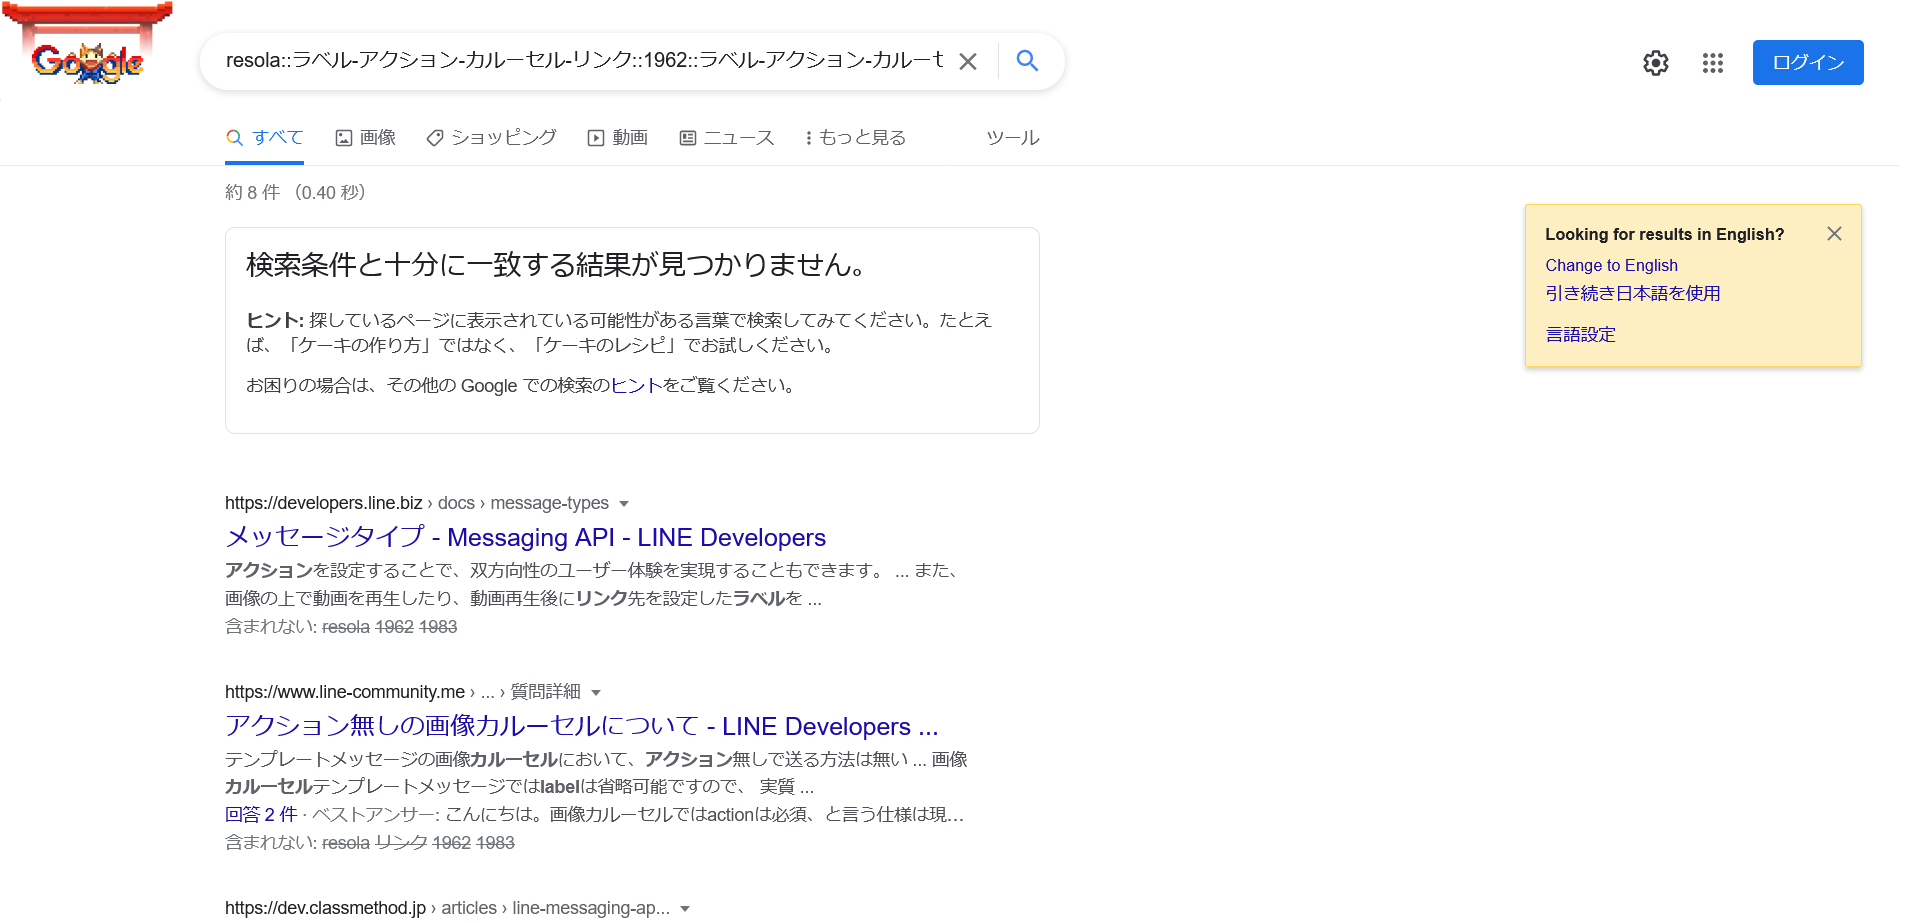 Google
resola::ラベル-アクション-カルーセル-リンク::1962::ラベル-アクション-カルーセ
ログイン
すべて 画像 ショッピング 動画 ニュース もっと見る ツール
約 8 件 （0.40 秒）
検索条件と十分に一致する結果が見つかりません。
ヒント: 探しているページに表示されている可能性がある言葉で検索してみてください。たとえ
ば、「ケーキの作り方」ではなく、「ケーキのレシピ」でお試しください。
お困りの場合は、その他の Google での検索のヒントをご覧ください。
Looking for results in English?
Change to English
引き続き日本語を使用
言語設定
https://developers.line.biz › docs › message-types
メッセージタイプ - Messaging API - LINE Developers
アクションを設定することで、双方向性のユーザー体験を実現することもできます。 ... また、
画像の上で動画を再生したり、動画再生後にリンク先を設定したラベルを ...
含まれない: resola 1962 1983
https://www.line-community.me › ... › 質問詳細
アクション無しの画像カルーセルについて - LINE Developers ...
テンプレートメッセージの画像カルーセルにおいて、アクション無しで送る方法は無い ... 画像
カルーセルテンプレートメッセージではlabelは省略可能ですので、 実質 ...
回答 2 件 · ベストアンサー: こんにちは。画像カルーセルではactionは必須、と言う仕様は現…
含まれない: resola リンク 1962 1983
https://dev.classmethod.jp › articles › line-messaging-ap...